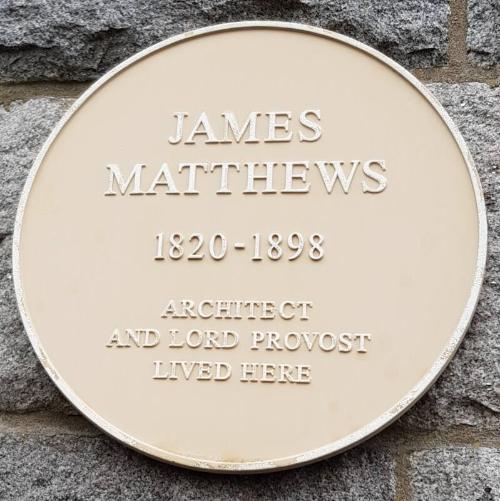 JAMES
MATTHEWS
1820-1898
ARCHITECT
AND LORD PROVOST
LIVED HERE